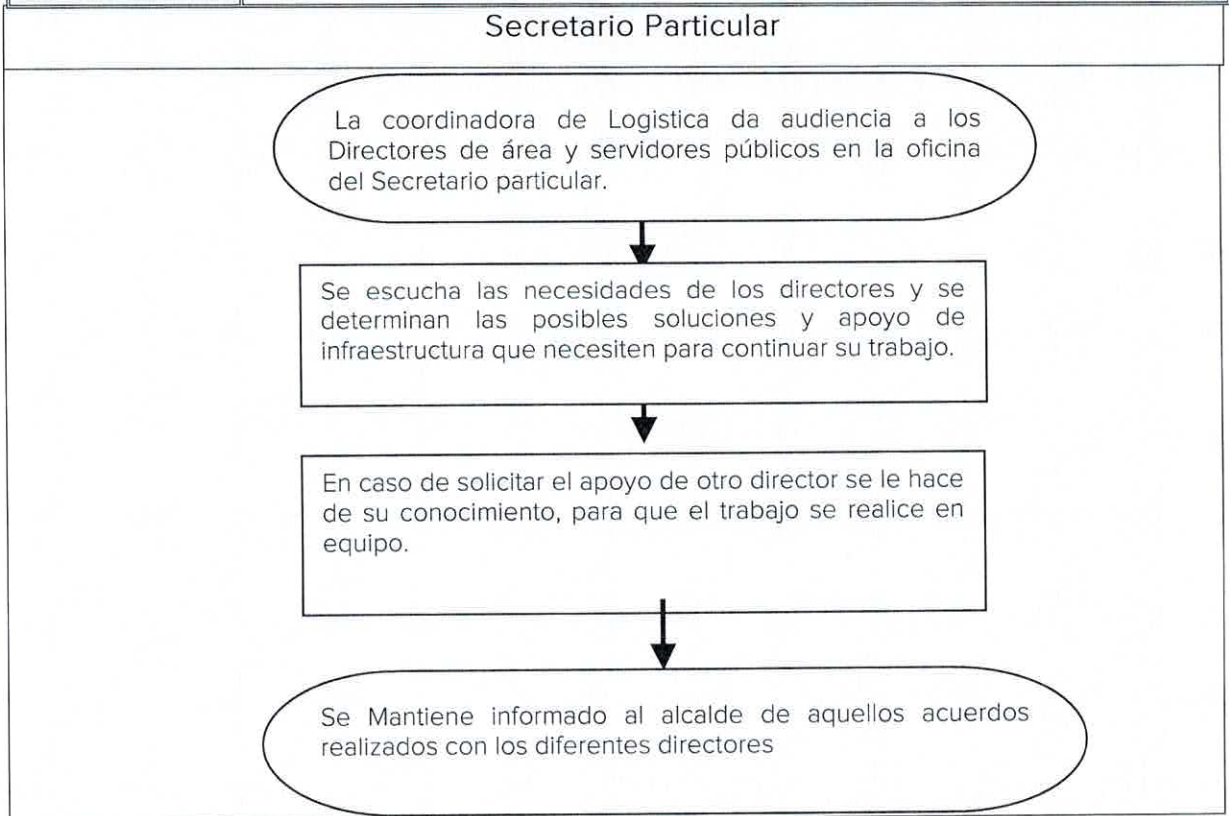 Secretario Particular
La coordinadora de Logistica da audiencia a los
Directores de área y servidores públicos en la oficina
del Secretario particular.
Se escucha las necesidades de los directores y se
determinan las posibles soluciones y apoyo de
infraestructura que necesiten para continuar su trabajo.
En caso de solicitar el apoyo de otro director se le hace
de su conocimiento, para que el trabajo se realice en
equipo.
Se Mantiene informado al alcalde de aquellos acuerdos
realizados con los diferentes directores